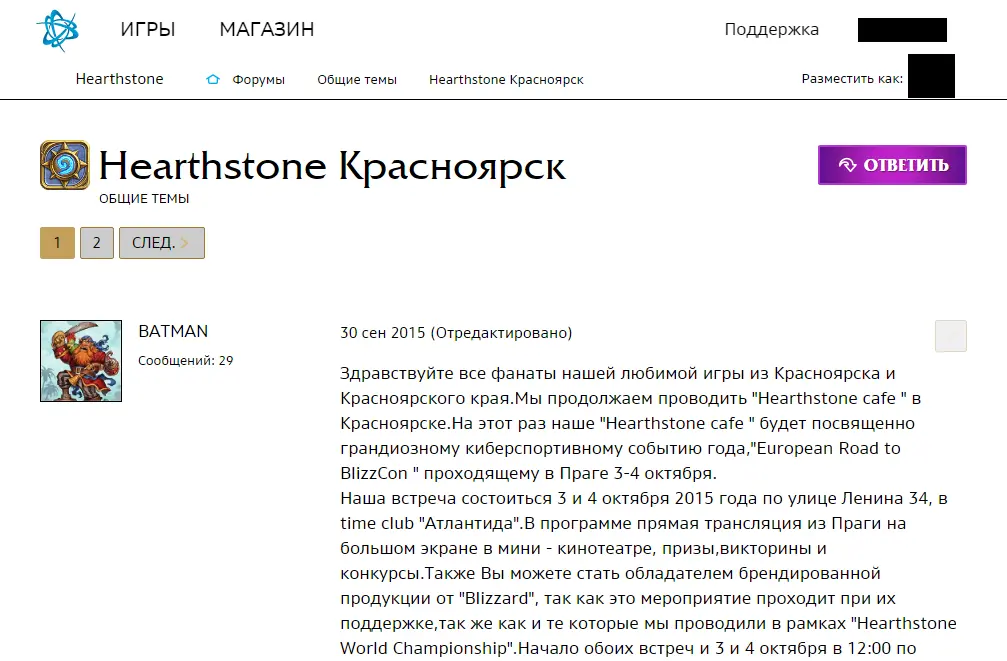 ИГРЫ МАГАЗИН Поддержка
Hearthstone Форумы Общие темы Hearthstone Красноярск Разместить как:
Hearthstone Красноярск
ОТВЕТИТЬ
ОБЩИЕ ТЕМЫ
1 2 СЛЕД.
BATMAN
Сообщений: 29
30 сен 2015 (Отредактировано)
Здравствуйте все фанаты нашей любимой игры из Красноярска и
Красноярского края.Мы продолжаем проводить "Hearthstone cafe " в
Красноярске.На этот раз наше "Hearthstone cafe " будет посвященно
грандиозному киберспортивному событию года,"European Road to
BlizzCon " проходящему в Праге 3-4 октября.
Наша встреча состоиться 3 и 4 октября 2015 года по улице Ленина 34, в
time club "Атлантида".В программе прямая трансляция из Праги на
большом экране в мини - кинотеатре, призы,викторины и
конкурсы.Также Вы можете стать обладателем брендированной
продукции от "Blizzard", так как это мероприятие проходит при их
поддержке,так же как и те которые мы проводили в рамках "Hearthstone
World Championship".Начало обоих встреч и 3 и 4 октября в 12:00 по